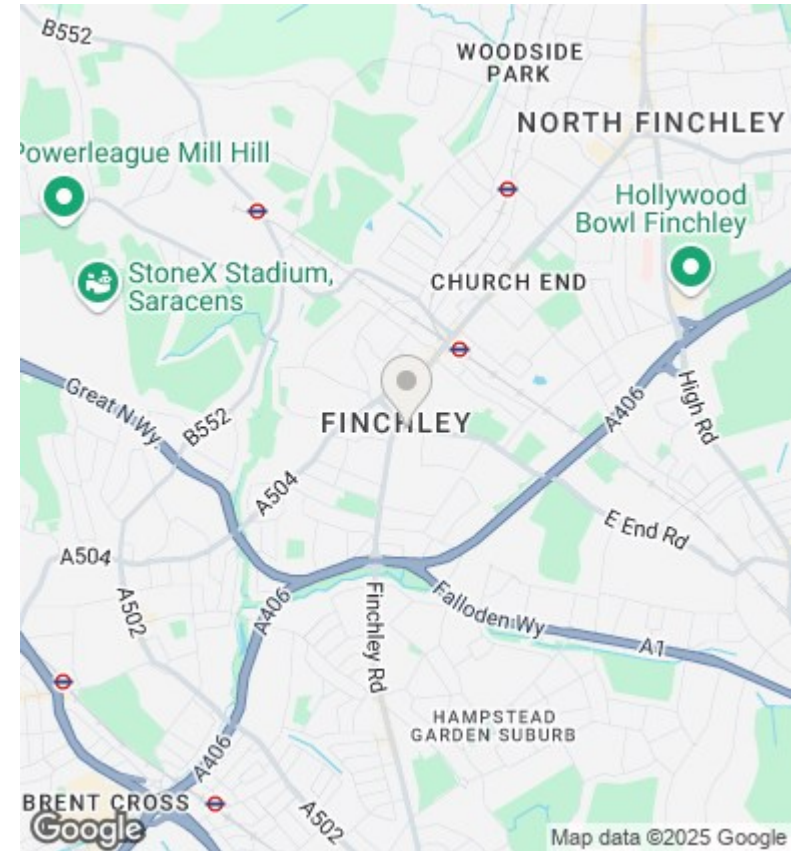 B552
WOODSIDE
PARK
NORTH FINCHLEY
Powerleague Mill Hill
Hollywood
Bowl Finchley
StoneX Stadium,
Saracens
CHURCH END
Great N Wy.
B552
FINCHLEY
A406
High Rd
A504
E End Rd
A504
A502
A406
Finchley Rd
Falloden Wy
A1
HAMPSTEAD
GARDEN SUBURB
A406
BRENT CROSS
A502
Google
Map data ©2025 Google